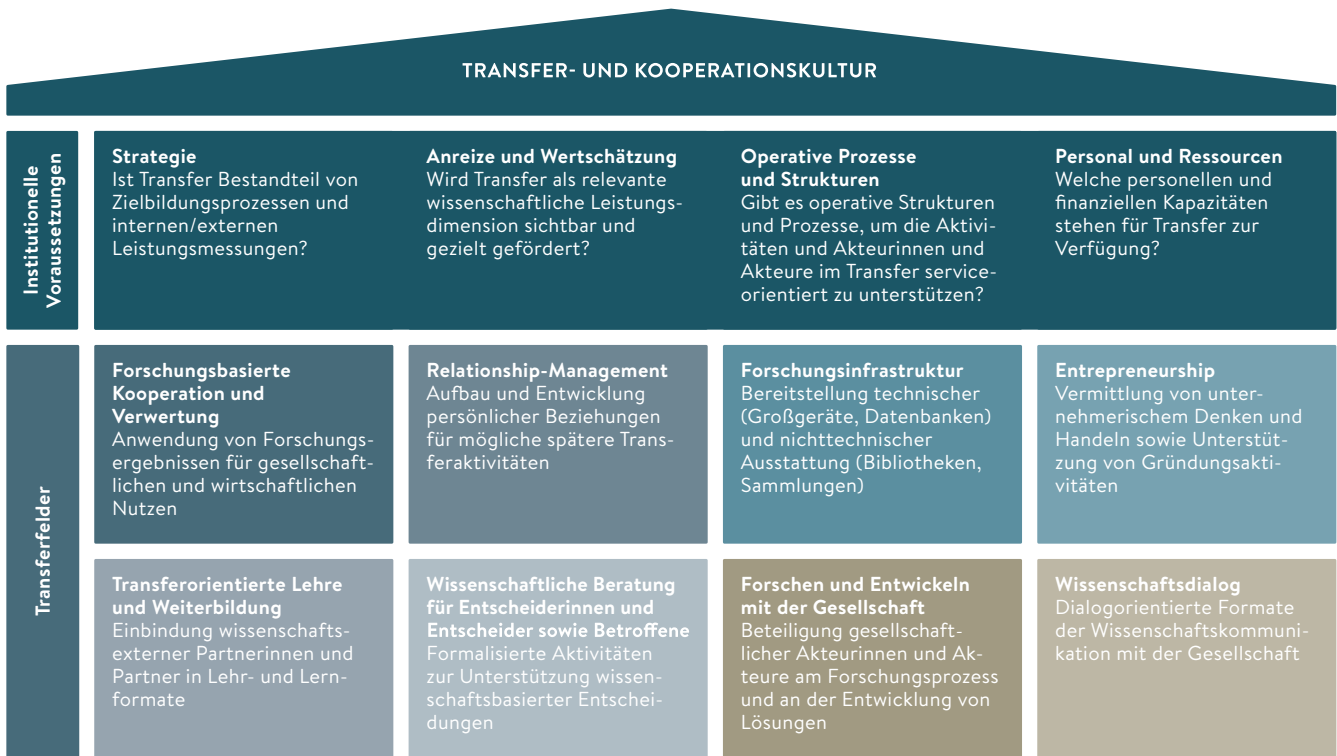 TRANSFER- UND KOOPERATIONSKULTUR
Institutionelle
Voraussetzungen
Strategie
Ist Transfer Bestandteil von
Zielbildungsprozessen und
internen/externen
Leistungsmessungen?
Anreize und Wertschätzung
Wird Transfer als relevante
wissenschaftliche Leistungs-
dimension sichtbar und
gezielt gefördert?
Operative Prozesse
und Strukturen
Gibt es operative Strukturen
und Prozesse, um die Aktivi-
täten und Akteurinnen und
Akteure im Transfer service-
orientiert zu unterstützen?
Personal und Ressourcen
Welche personellen und
finanziellen Kapazitäten
stehen für Transfer zur
Verfügung?
Transferfelder
Forschungsbasierte
Kooperation und
Verwertung
Anwendung von Forschungs-
ergebnissen für gesellschaft-
lichen und wirtschaftlichen
Nutzen
Relationship-Management
Aufbau und Entwicklung
persönlicher Beziehungen
für mögliche spätere Trans-
feraktivitäten
Forschungsinfrastruktur
Bereitstellung technischer
(Großgeräte, Datenbanken)
und nichttechnischer
Ausstattung (Bibliotheken,
Sammlungen)
Entrepreneurship
Vermittlung von unter-
nehmerischem Denken und
Handeln sowie Unterstüt-
zung von Gründungsakti-
vitäten
Transferorientierte Lehre
und Weiterbildung
Einbindung wissenschafts-
externer Partnerinnen und
Partner in Lehr- und Lern-
formate
Wissenschaftliche Beratung
für Entscheiderinnen und
Entscheider sowie Betroffene
Formalisierte Aktivitäten
zur Unterstützung wissen-
schaftsbasierter Entschei-
dungen
Forschen und Entwickeln
mit der Gesellschaft
Beteiligung gesellschaft-
licher Akteurinnen und Ak-
teure am Forschungsprozess
und an der Entwicklung von
Lösungen
Wissenschaftsdialog
Dialogorientierte Formate
der Wissenschaftskommuni-
kation mit der Gesellschaft